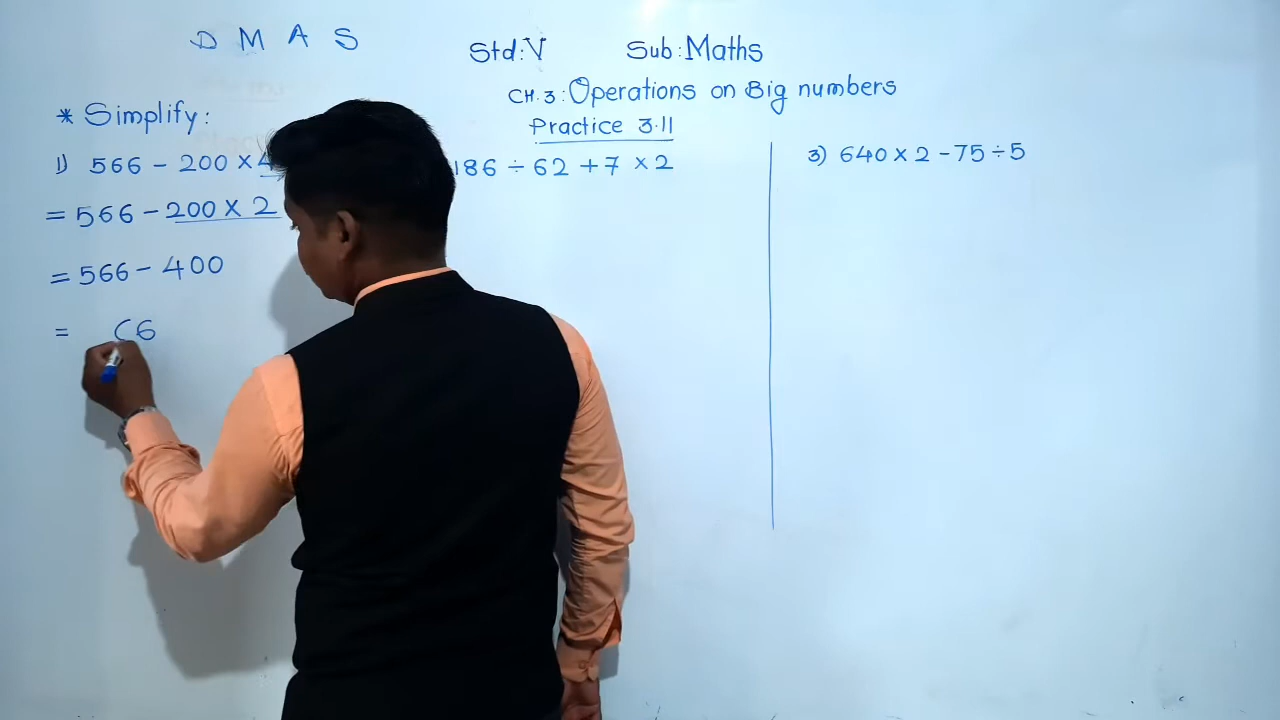 D M A S
Std:V Sub:Maths
CH.3: Operations on Big numbers
Practice 3.11
* Simplify:
1) 566 - 200 × 4
= 566 - 200 × 2
= 566 - 400
= 6
186 ÷ 62 + 7 × 2
3) 640 × 2 - 75 ÷ 5